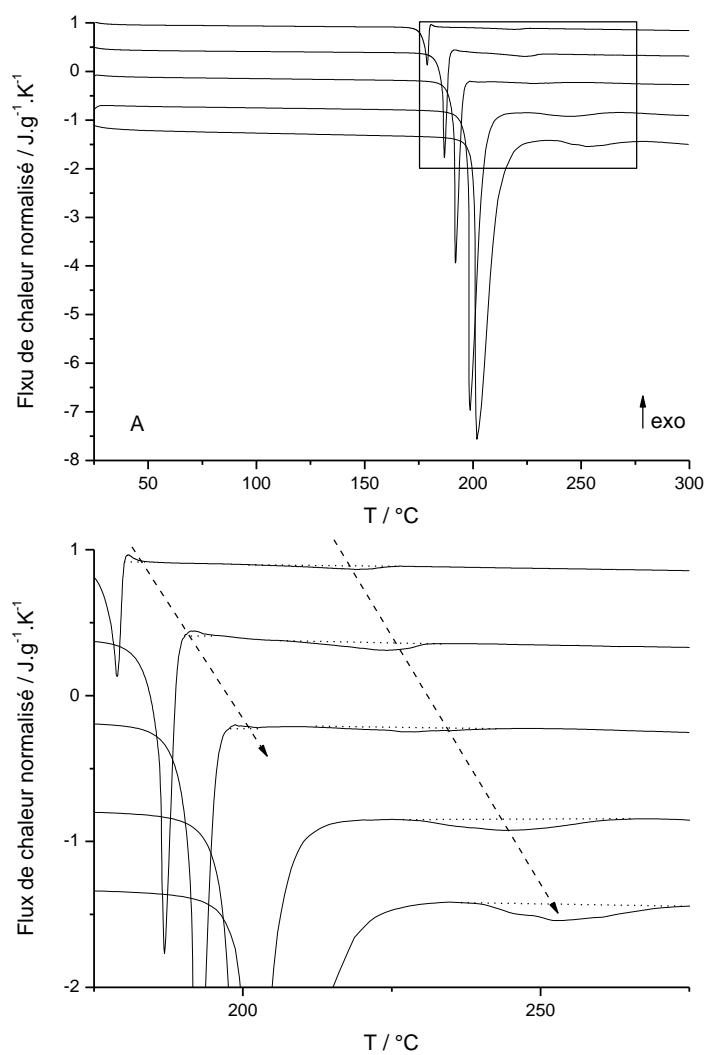 1
0
-1
-2
-3
-4
-5
-6
-7
-8
Flxu de chaleur normalisé / J.g⁻¹.K⁻¹
A
exo
50 100 150 200 250 300
T / °C
1
0
-1
-2
Flux de chaleur normalisé / J.g⁻¹.K⁻¹
200 250
T / °C